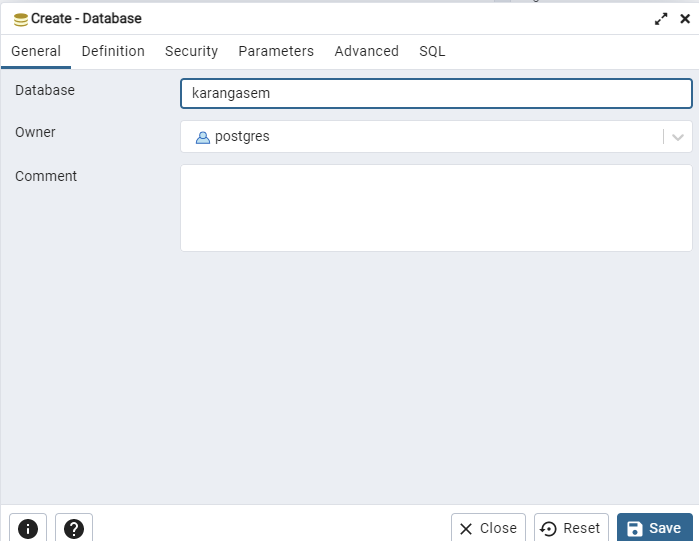 Create - Database
General Definition Security Parameters Advanced SQL
Database karangasem
Owner postgres
Comment
Close Reset Save